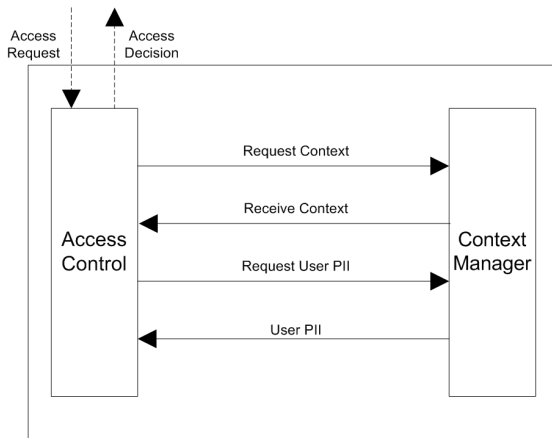 Access
Request
Access
Decision
Request Context
Receive Context
Access
Control
Request User PII
Context
Manager
User PII